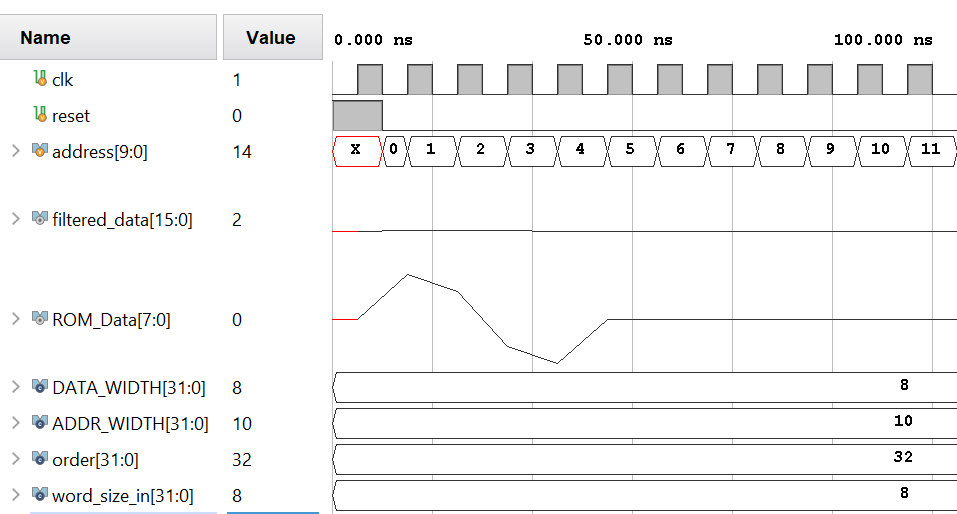 Name Value 0.000 ns 50.000 ns 100.000 ns
clk 1
reset 0
address[9:0] 14 X 0 1 2 3 4 5 6 7 8 9 10 11
filtered_data[15:0] 2
ROM_Data[7:0] 0
DATA_WIDTH[31:0] 8 8
ADDR_WIDTH[31:0] 10 10
order[31:0] 32 32
word_size_in[31:0] 8 8